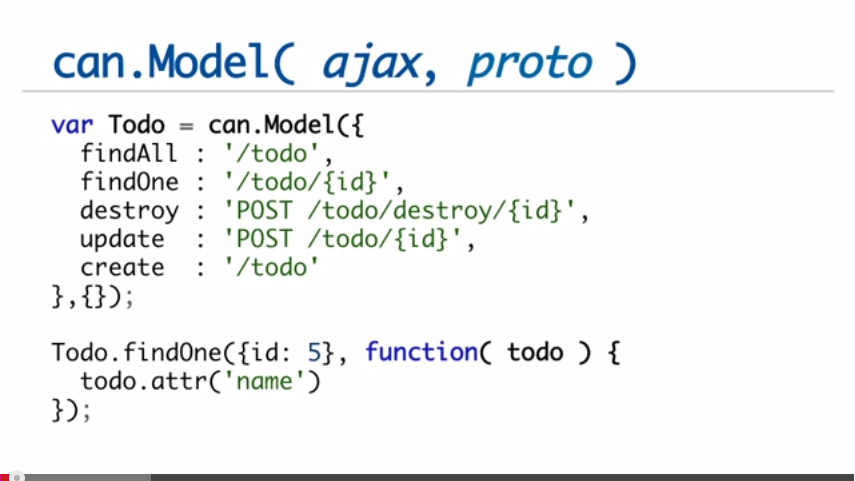 can.Model( ajax, proto )
var Todo = can.Model({
  findAll : '/todo',
  findOne : '/todo/{id}',
  destroy : 'POST /todo/destroy/{id}',
  update  : 'POST /todo/{id}',
  create  : '/todo'
},{});
Todo.findOne({id: 5}, function( todo ) {
  todo.attr('name')
});